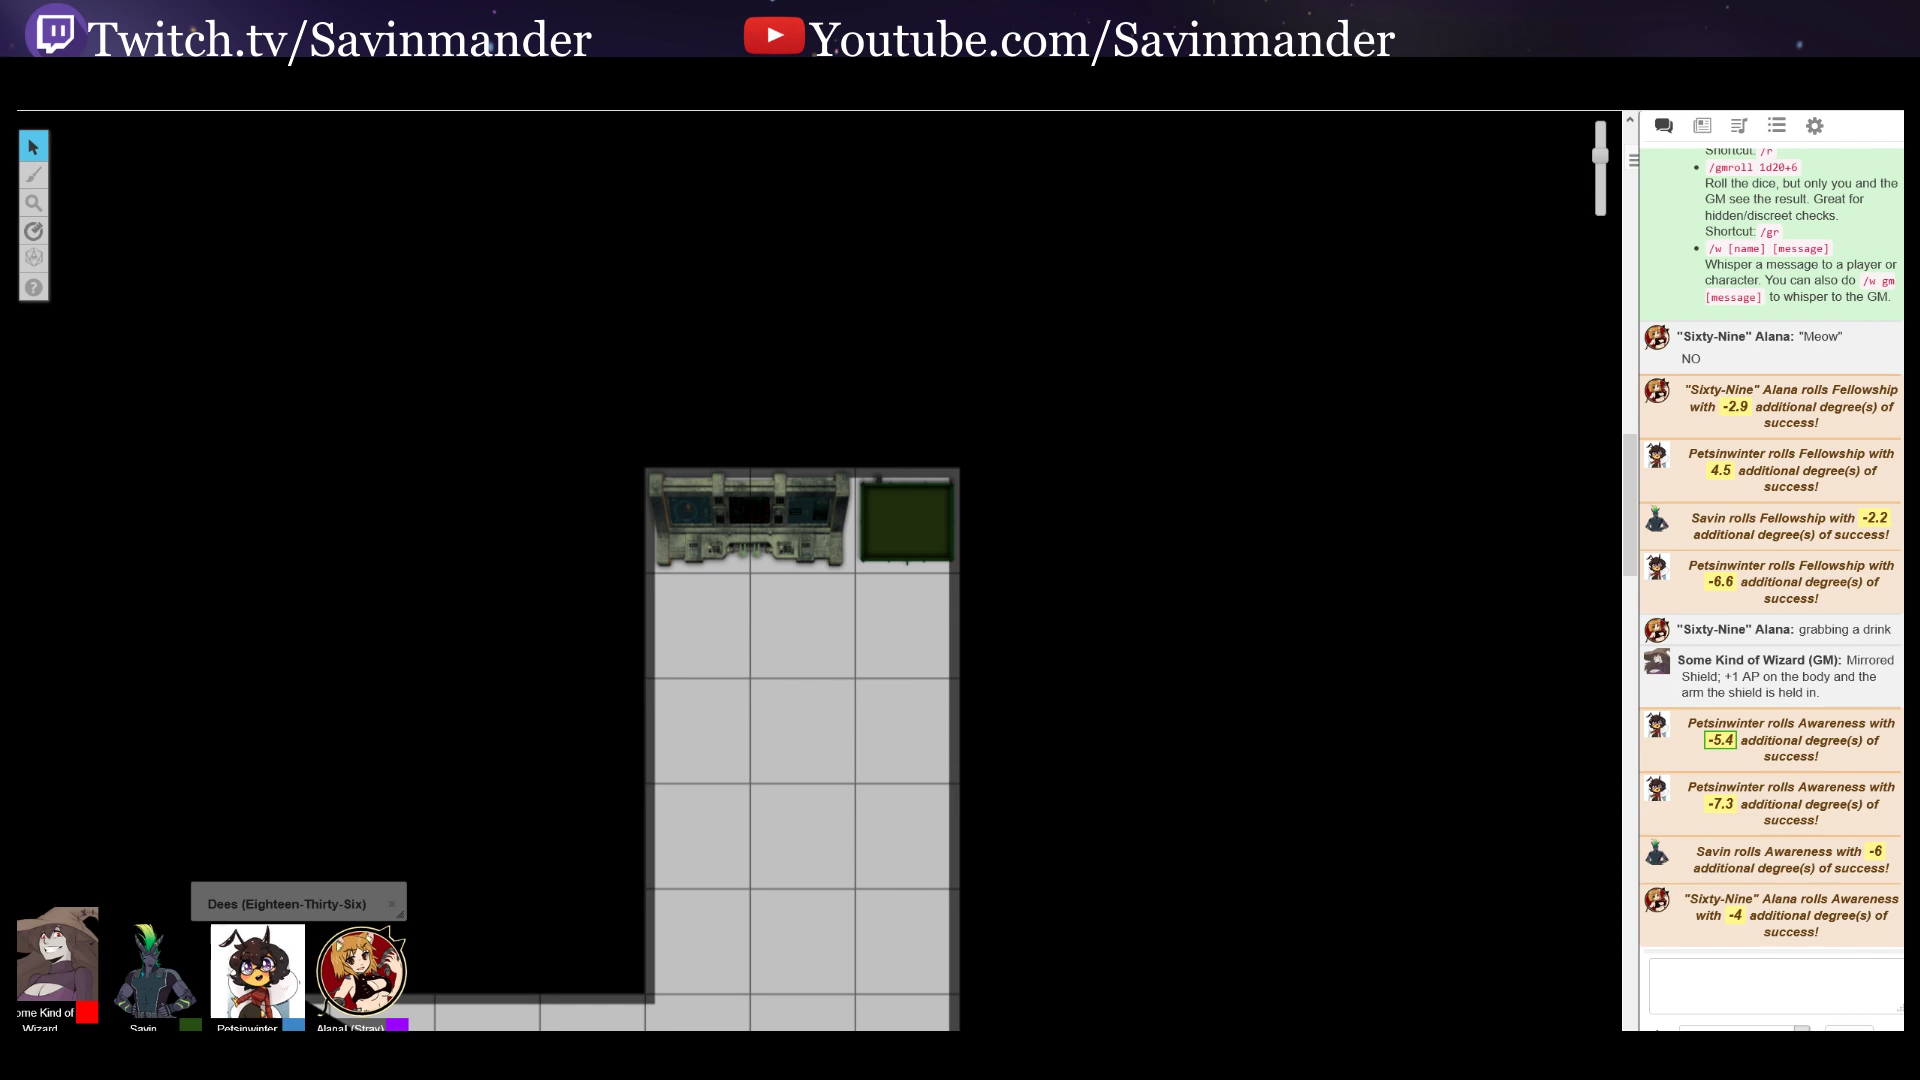 Twitch.tv/Savinmander
Youtube.com/Savinmander
Shortcut: /r
/gmroll 1d20+6
Roll the dice, but only you and the
GM see the result. Great for
hidden/discreet checks.
Shortcut: /gr
/w [name] [message]
Whisper a message to a player or
character. You can also do /w gm
[message] to whisper to the GM.
"Sixty-Nine" Alana: "Meow"
NO
"Sixty-Nine" Alana rolls Fellowship
with -2.9 additional degree(s) of
success!
Petsinwinter rolls Fellowship with
4.5 additional degree(s) of
success!
Savin rolls Fellowship with -2.2
additional degree(s) of success!
Petsinwinter rolls Fellowship with
-6.6 additional degree(s) of
success!
"Sixty-Nine" Alana: grabbing a drink
Some Kind of Wizard (GM): Mirrored
Shield; +1 AP on the body and the
arm the shield is held in.
Petsinwinter rolls Awareness with
-5.4 additional degree(s) of
success!
Petsinwinter rolls Awareness with
-7.3 additional degree(s) of
success!
Savin rolls Awareness with -6
additional degree(s) of success!
"Sixty-Nine" Alana rolls Awareness
with -4 additional degree(s) of
success!
Dees (Eighteen-Thirty-Six)
ome Kind of
Wizard
Savin
Petsinwinter
Alanal (Stray)